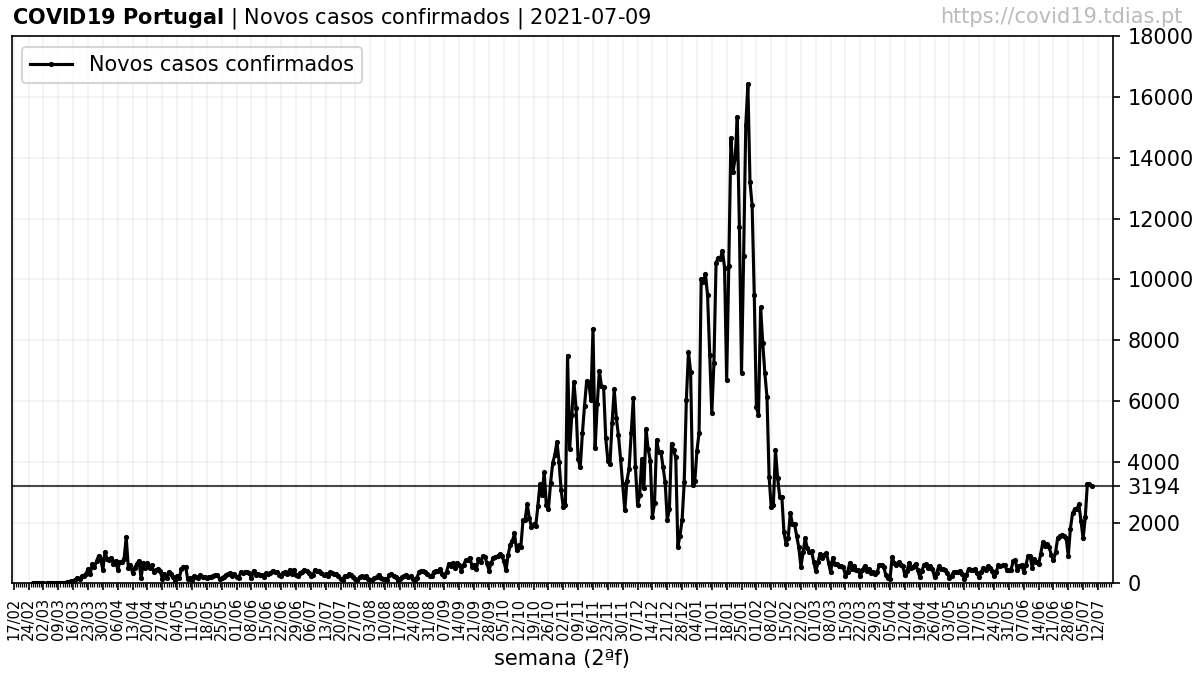 COVID19 Portugal | Novos casos confirmados | 2021-07-09
https://covid19.tdias.pt
Novos casos confirmados
18000
16000
14000
12000
10000
8000
6000
4000
3194
2000
0
17/02 24/02 02/03 09/03 16/03 23/03 30/03 06/04 13/04 20/04 27/04 04/05 11/05 18/05 25/05 01/06 08/06 15/06 22/06 29/06 06/07 13/07 20/07 27/07 03/08 10/08 17/08 24/08 31/08 07/09 14/09 21/09 28/09 05/10 12/10 19/10 26/10 02/11 09/11 16/11 23/11 30/11 07/12 14/12 21/12 28/12 04/01 11/01 18/01 25/01 01/02 08/02 15/02 22/02 01/03 08/03 15/03 22/03 29/03 05/04 12/04 19/04 26/04 03/05 10/05 17/05 24/05 31/05 07/06 14/06 21/06 28/06 05/07 12/07
semana (2ªf)